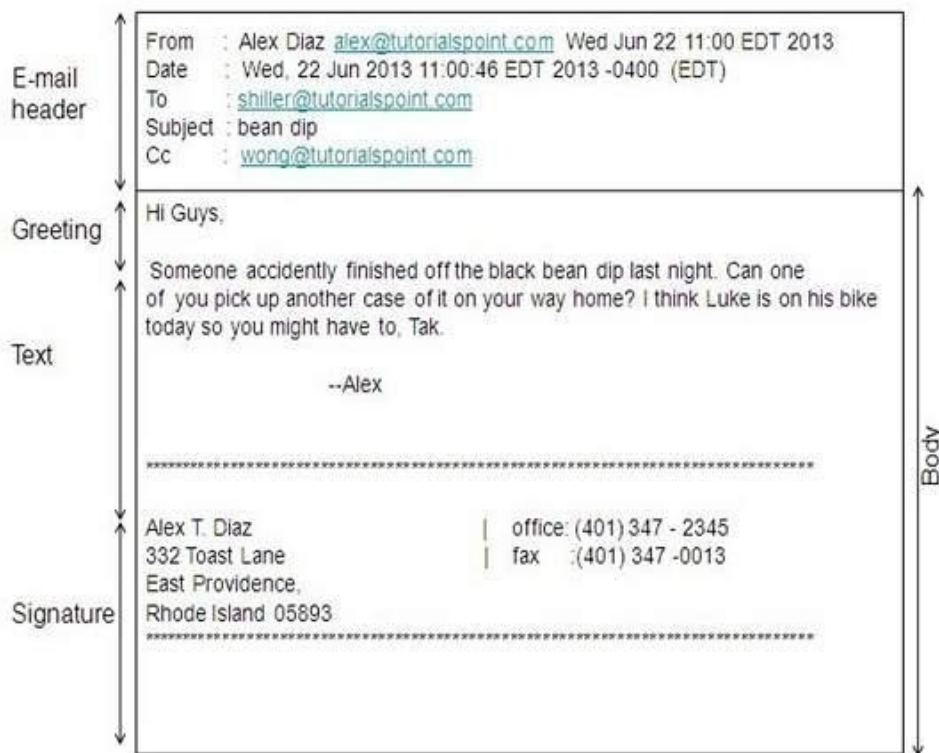 E-mail header
From : Alex Diaz alex@tutorialspoint.com Wed Jun 22 11:00 EDT 2013
Date : Wed, 22 Jun 2013 11:00:46 EDT 2013 -0400 (EDT)
To : shiller@tutorialspoint.com
Subject : bean dip
Cc : wong@tutorialspoint.com
Greeting
Hi Guys,
Text
Someone accidently finished off the black bean dip last night. Can one
of you pick up another case of it on your way home? I think Luke is on his bike
today so you might have to, Tak.
--Alex
**********************************************************************************
Signature
Alex T. Diaz | office: (401) 347 - 2345
332 Toast Lane | fax :(401) 347 -0013
East Providence,
Rhode Island 05893
**********************************************************************************
Body